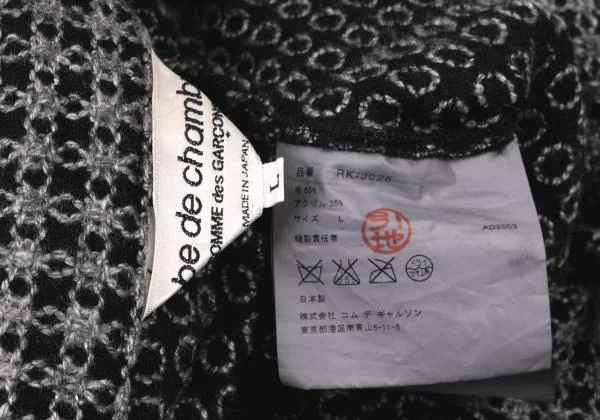 be de chamb
OMME des GARCONS
MADE IN JAPAN
L
品番 RK-J026
毛 65%
アクリル 35%
サイズ L
縫製責任者
AD2003
日本製
株式会社 コム デ ギャルソン
東京都港区南青山5-11-5